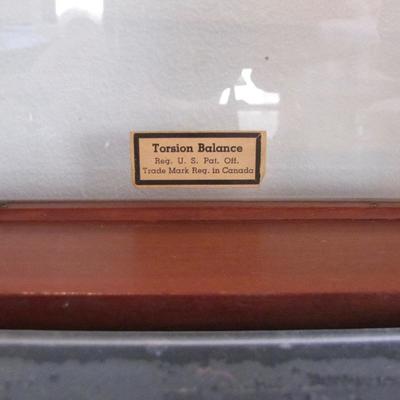 Torsion Balance
Reg. U. S. Pat. Off.
Trade Mark Reg. in Canada